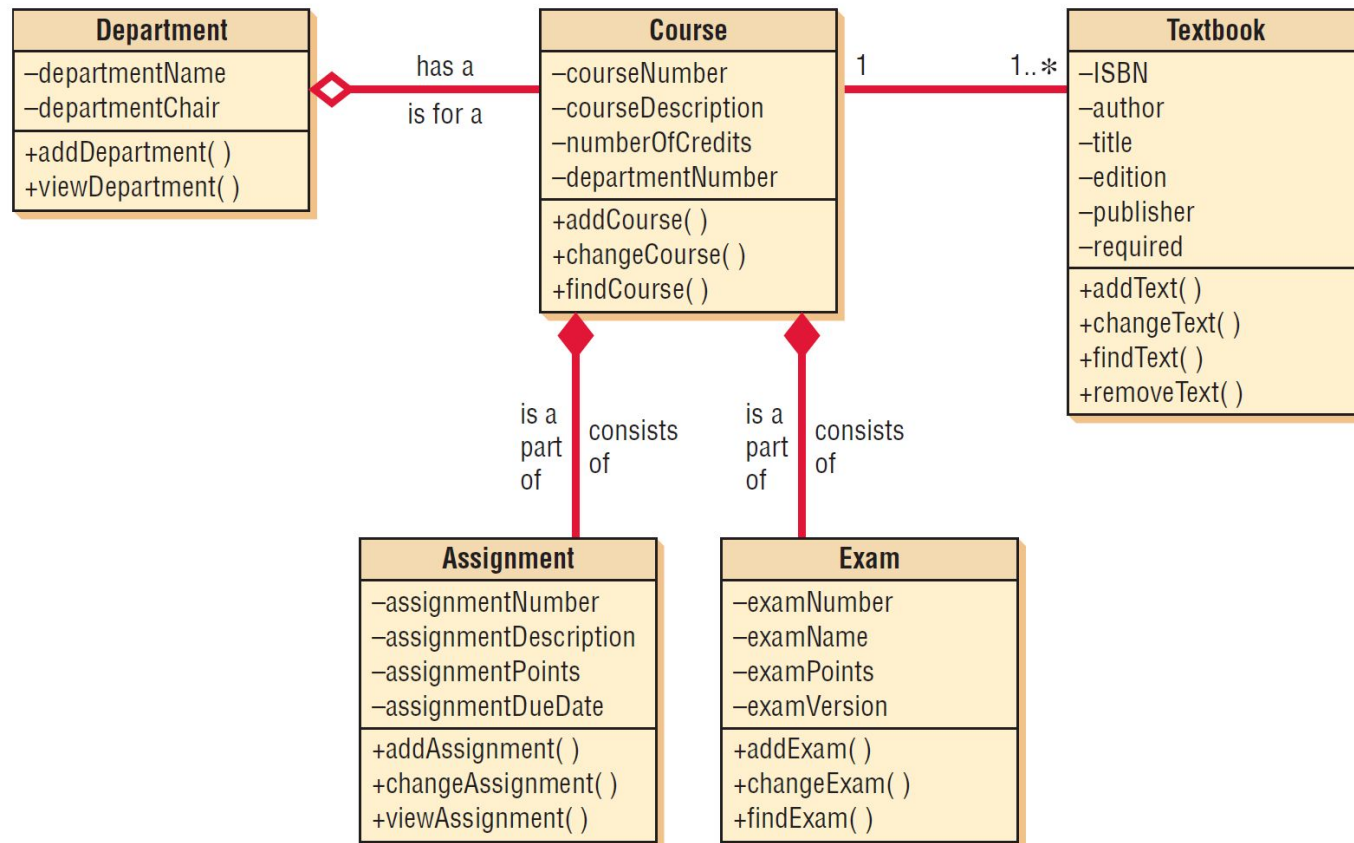 Department
–departmentName
–departmentChair
+addDepartment( )
+viewDepartment( )
has a
is for a
Course
–courseNumber
–courseDescription
–numberOfCredits
–departmentNumber
+addCourse( )
+changeCourse( )
+findCourse( )
1
1..*
Textbook
–ISBN
–author
–title
–edition
–publisher
–required
+addText( )
+changeText( )
+findText( )
+removeText( )
is a
part
of
consists
of
is a
part
of
consists
of
Assignment
–assignmentNumber
–assignmentDescription
–assignmentPoints
–assignmentDueDate
+addAssignment( )
+changeAssignment( )
+viewAssignment( )
Exam
–examNumber
–examName
–examPoints
–examVersion
+addExam( )
+changeExam( )
+findExam( )